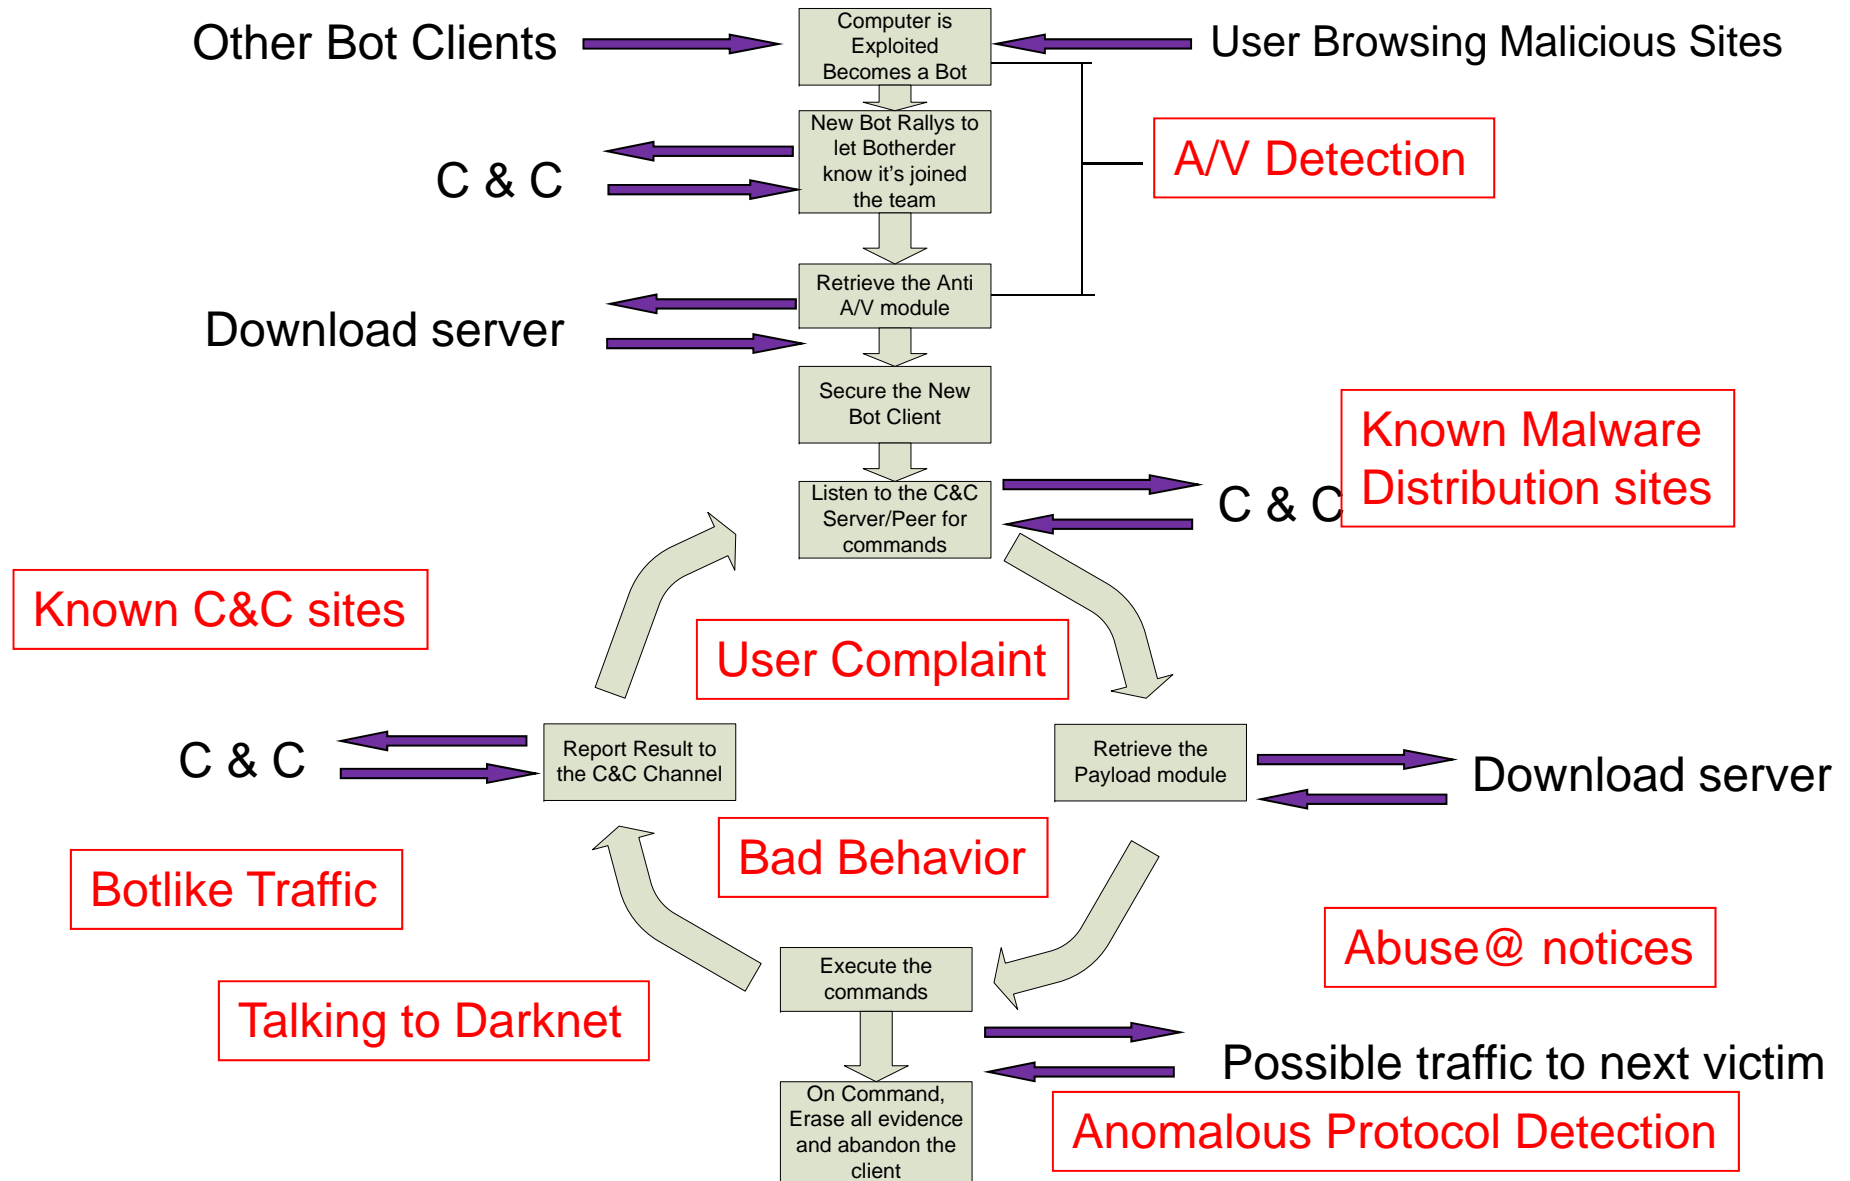 Other Bot Clients
Computer is
Exploited
Becomes a Bot
User Browsing Malicious Sites
New Bot Rallys to
let Botherder
know it's joined
the team
C & C
A/V Detection
Retrieve the Anti
A/V module
Download server
Secure the New
Bot Client
Known Malware
Distribution sites
Listen to the C&C
Server/Peer for
commands
C & C
Known C&C sites
User Complaint
C & C
Report Result to
the C&C Channel
Retrieve the
Payload module
Download server
Bad Behavior
Botlike Traffic
Abuse@ notices
Execute the
commands
Talking to Darknet
Possible traffic to next victim
On Command,
Erase all evidence
and abandon the
client
Anomalous Protocol Detection